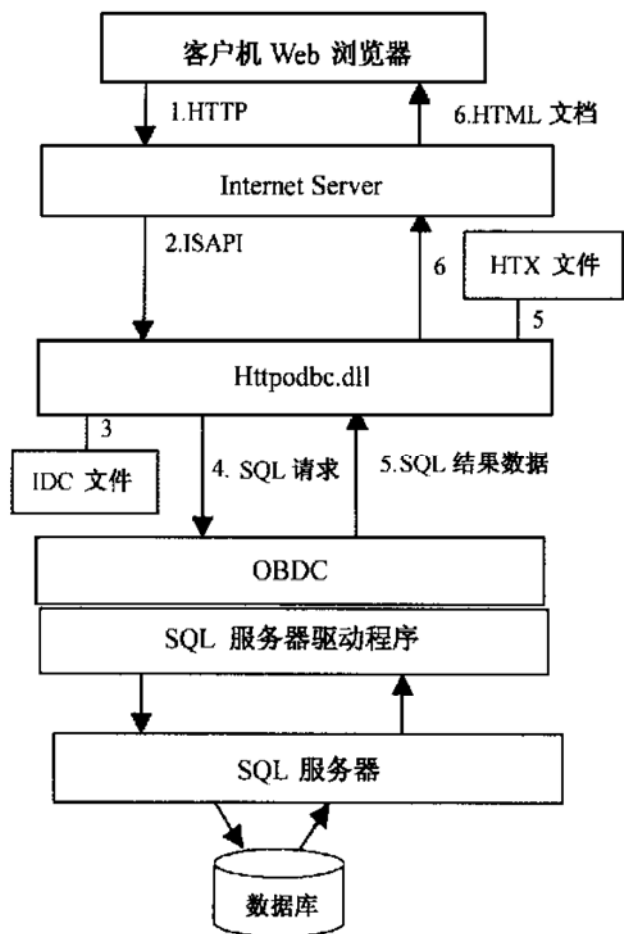 客户机 Web 浏览器
1.HTTP
6.HTML 文档
Internet Server
2.ISAPI
6
HTX 文件
5
Httpodbc.dll
3
IDC 文件
4. SQL 请求
5.SQL 结果数据
OBDC
SQL 服务器驱动程序
SQL 服务器
数据库